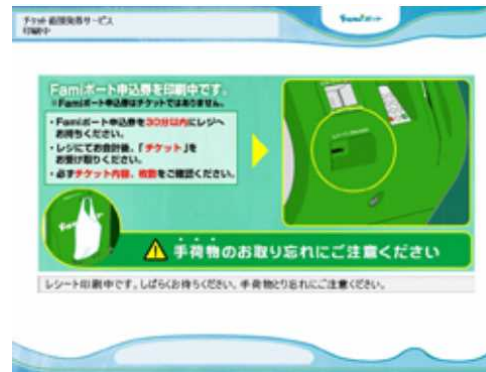 チケット 店頭発券サービス
印刷中
Famiポート
Famiポート申込券を印刷中です。
※Famiポート申込券はチケットではありません。
・Famiポート申込券を30分以内にレジへ
お持ちください。
・レジにてお会計後、「チケット」を
お受け取りください。
・必ずチケット内容、枚数をご確認ください。
手荷物のお取り忘れにご注意ください
レシート印刷中です。しばらくお待ちください。手荷物とり忘れにご注意ください。